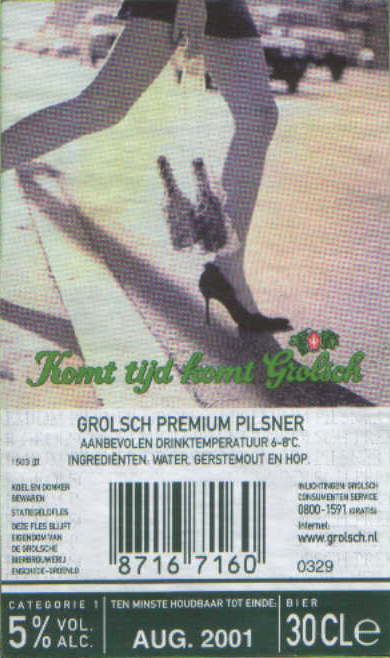 Komt tijd komt Grolsch
GROLSCH PREMIUM PILSNER
AANBEVOLEN DRINKTEMPERATUUR 6-8°C.
INGREDIËNTEN: WATER, GERSTEMOUT EN HOP.
1503
KOEL EN DONKER
BEWAREN
STATIEGELDFLES
DEZE FLES BLIJFT
EIGENDOM VAN
DE GROLSCHE
BIERBROUWERIJ
ENSCHEDE-GROENLO
8716 7160
INLICHTINGEN: GROLSCH
CONSUMENTEN SERVICE
0800-1591 (GRATIS)
Internet:
www.grolsch.nl
0329
CATEGORIE 1
5% VOL.
ALC.
TEN MINSTE HOUDBAAR TOT EINDE:
AUG. 2001
BIER
30CLe